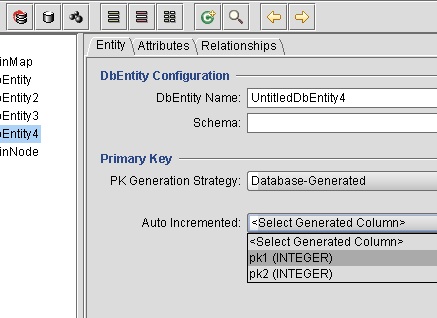 Entity Attributes Relationships
inMap
bEntity
bEntity2
bEntity3
bEntity4
inNode
DbEntity Configuration
DbEntity Name: UntitledDbEntity4
Schema:
Primary Key
PK Generation Strategy: Database-Generated
Auto Incremented: <Select Generated Column>
<Select Generated Column>
pk1 (INTEGER)
pk2 (INTEGER)